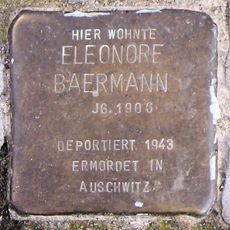 HIER WOHNTE
ELEONORE
BAERMANN
JG. 1906
DEPORTIERT 1943
ERMORDET IN
AUSCHWITZ